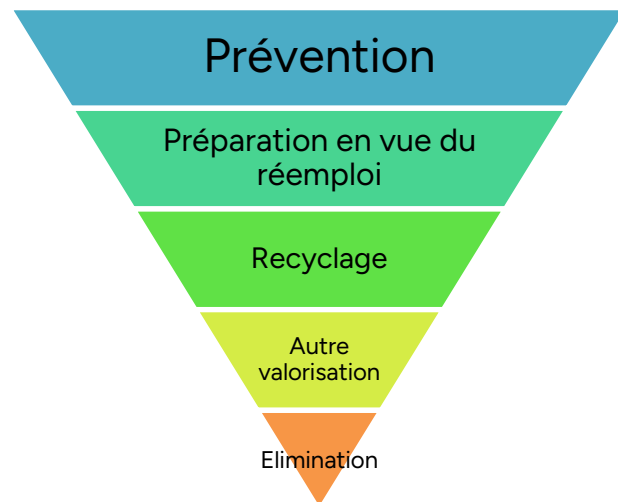 Prévention
Préparation en vue du
réemploi
Recyclage
Autre
valorisation
Elimination